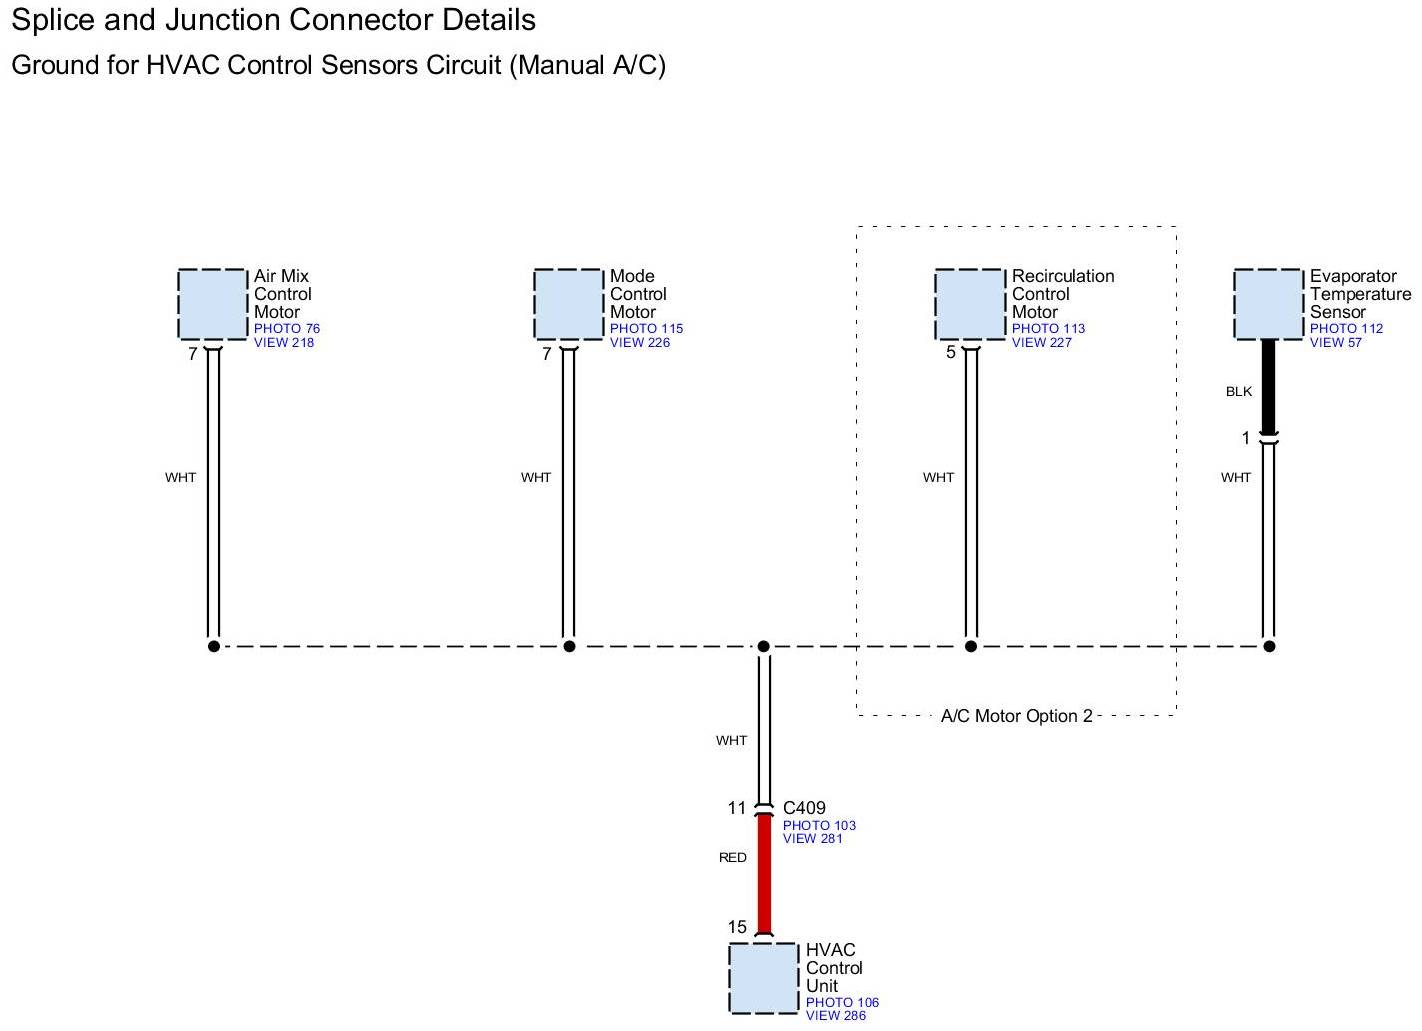 Splice and Junction Connector Details
Ground for HVAC Control Sensors Circuit (Manual A/C)
Air Mix
Control
Motor
PHOTO 76
VIEW 218
7
WHT
Mode
Control
Motor
PHOTO 115
VIEW 226
7
WHT
Recirculation
Control
Motor
PHOTO 113
VIEW 227
5
WHT
A/C Motor Option 2
Evaporator
Temperature
Sensor
PHOTO 112
VIEW 57
BLK
1
WHT
WHT
11
C409
PHOTO 103
VIEW 281
RED
15
HVAC
Control
Unit
PHOTO 106
VIEW 286